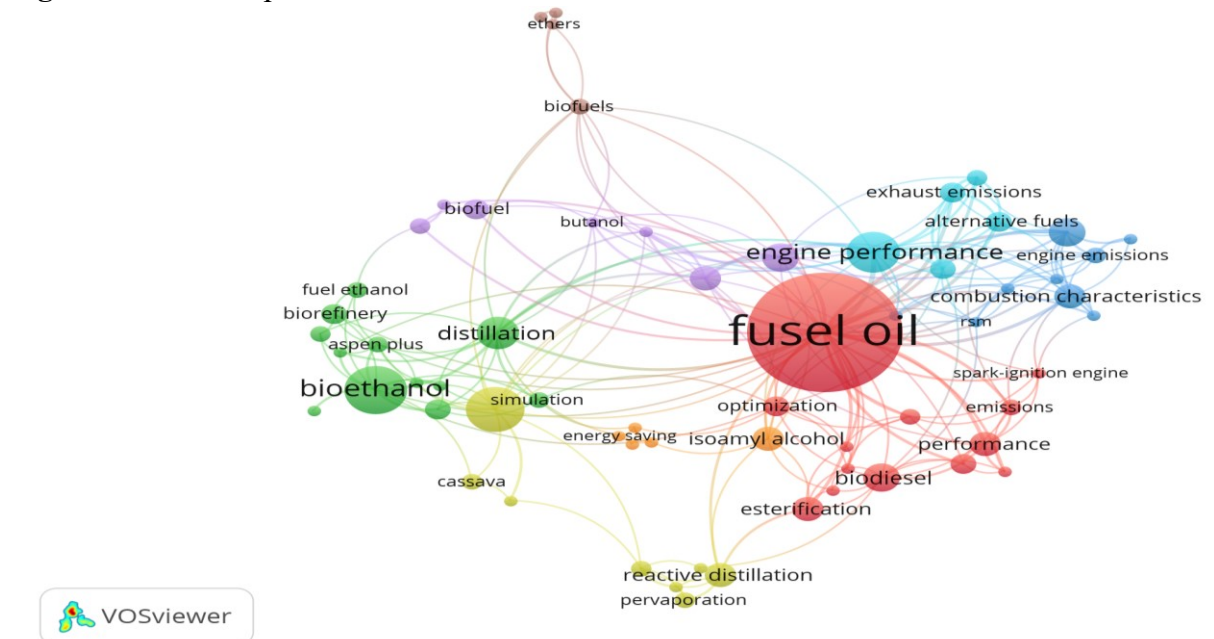 ethers
biofuels
exhaust emissions
biofuel
butanol
alternative fuels
engine performance
engine emissions
fuel ethanol
combustion characteristics
biorefinery
rsm
fusel oil
distillation
aspen plus
spark-ignition engine
bioethanol
simulation
optimization
emissions
energy saving
isoamyl alcohol
performance
biodiesel
cassava
esterification
reactive distillation
pervaporation
VOSviewer